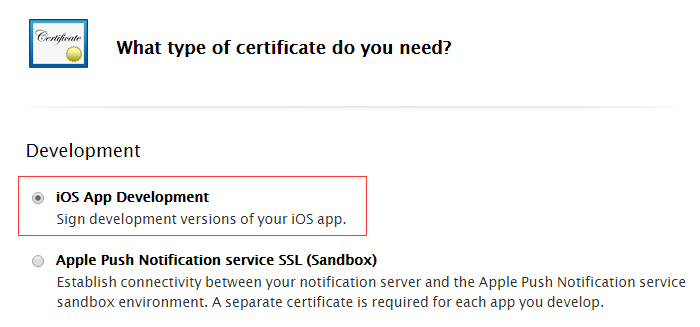 Certificate
What type of certificate do you need?
Development
iOS App Development
Sign development versions of your iOS app.
Apple Push Notification service SSL (Sandbox)
Establish connectivity between your notification server and the Apple Push Notification service
sandbox environment. A separate certificate is required for each app you develop.